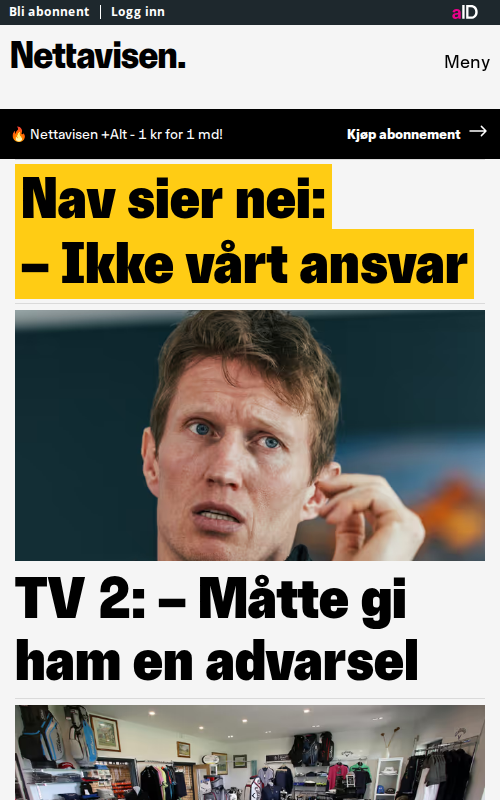 Bli abonnent | Logg inn
aID
Nettavisen.
Meny
🔥 Nettavisen +Alt - 1 kr for 1 md!
Kjøp abonnement →
Nav sier nei:
– Ikke vårt ansvar
TV 2: – Måtte gi
ham en advarsel